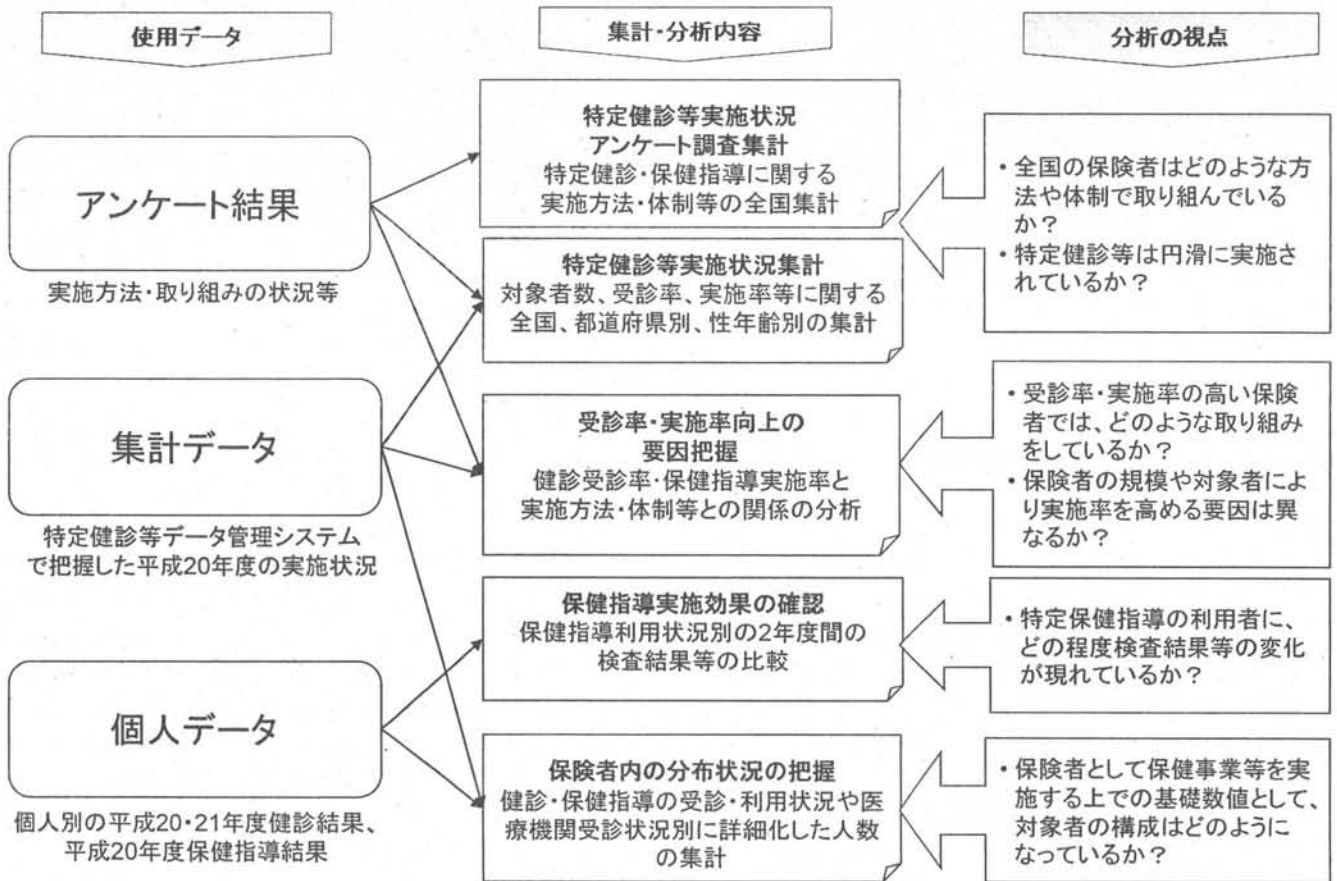 使用データ
集計・分析内容
分析の視点
アンケート結果
実施方法・取り組みの状況等
集計データ
特定健診等データ管理システム
で把握した平成20年度の実施状況
個人データ
個人別の平成20・21年度健診結果、
平成20年度保健指導結果
特定健診等実施状況
アンケート調査集計
特定健診・保健指導に関する
実施方法・体制等の全国集計
特定健診等実施状況集計
対象者数、受診率、実施率等に関する
全国、都道府県別、性年齢別の集計
受診率・実施率向上の
要因把握
健診受診率・保健指導実施率と
実施方法・体制等との関係の分析
保健指導実施効果の確認
保健指導利用状況別の2年度間の
検査結果等の比較
保険者内の分布状況の把握
健診・保健指導の受診・利用状況や医
療機関受診状況別に詳細化した人数
の集計
・全国の保険者はどのような方
法や体制で取り組んでいる
か？
・特定健診等は円滑に実施さ
れているか？
・受診率・実施率の高い保険
者では、どのような取り組み
をしているか？
・保険者の規模や対象者によ
り実施率を高める要因は異
なるか？
・特定保健指導の利用者に、
どの程度検査結果等の変化
が現れているか？
・保険者として保健事業等を実
施する上での基礎数値として、
対象者の構成はどのように
なっているか？